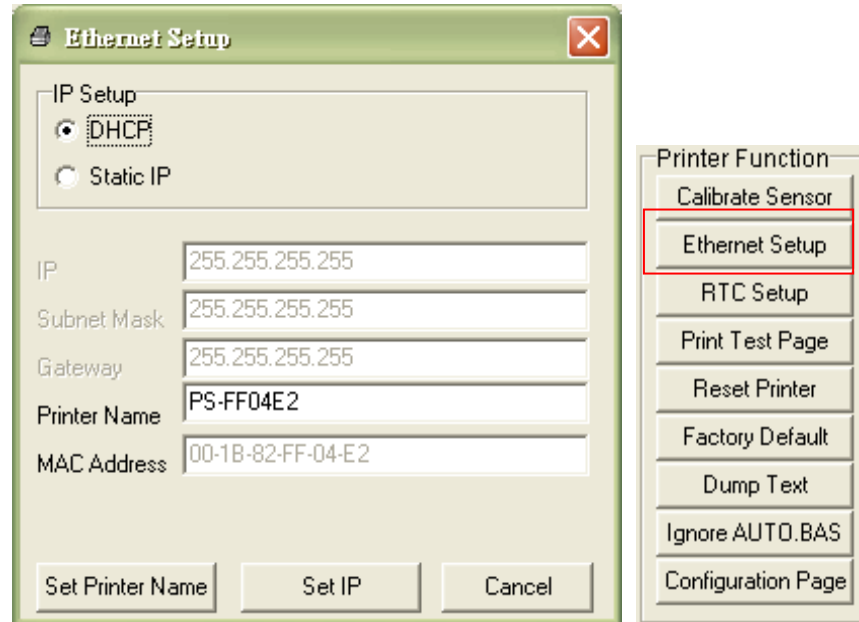 Ethernet Setup
IP Setup
DHCP
Static IP
IP 255.255.255.255
Subnet Mask 255.255.255.255
Gateway 255.255.255.255
Printer Name PS-FF04E2
MAC Address 00-1B-82-FF-04-E2
Set Printer Name Set IP Cancel
Printer Function
Calibrate Sensor
Ethernet Setup
RTC Setup
Print Test Page
Reset Printer
Factory Default
Dump Text
Ignore AUTO.BAS
Configuration Page